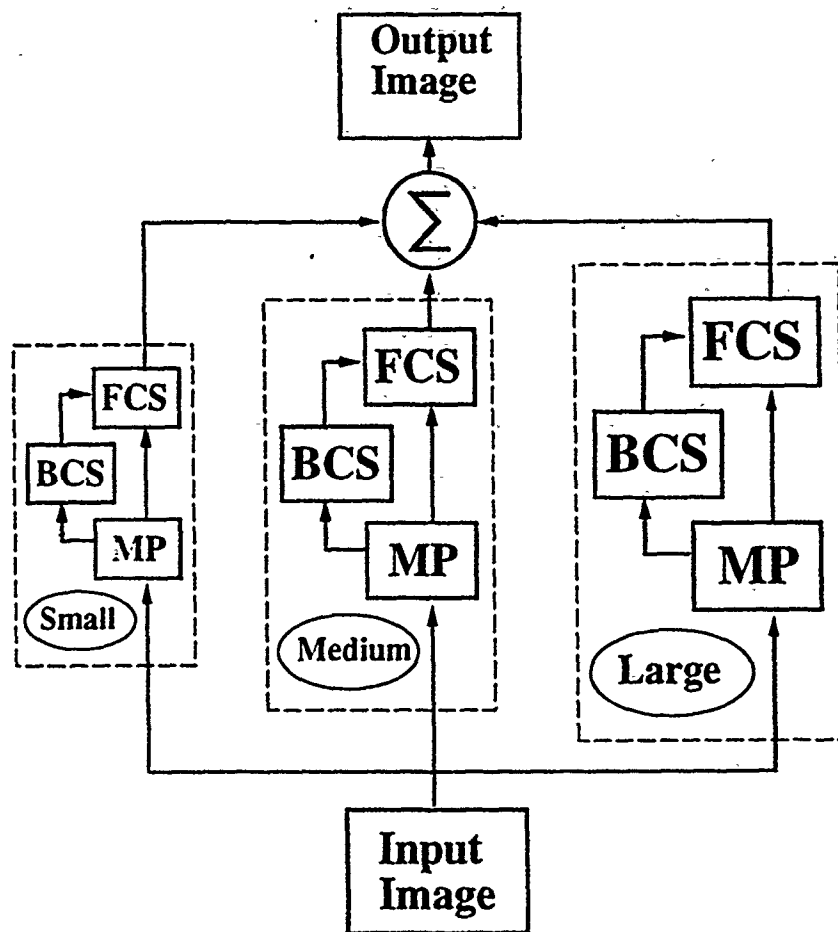 Output
Image
Σ
FCS
BCS
MP
Small
FCS
BCS
MP
Medium
FCS
BCS
MP
Large
Input
Image